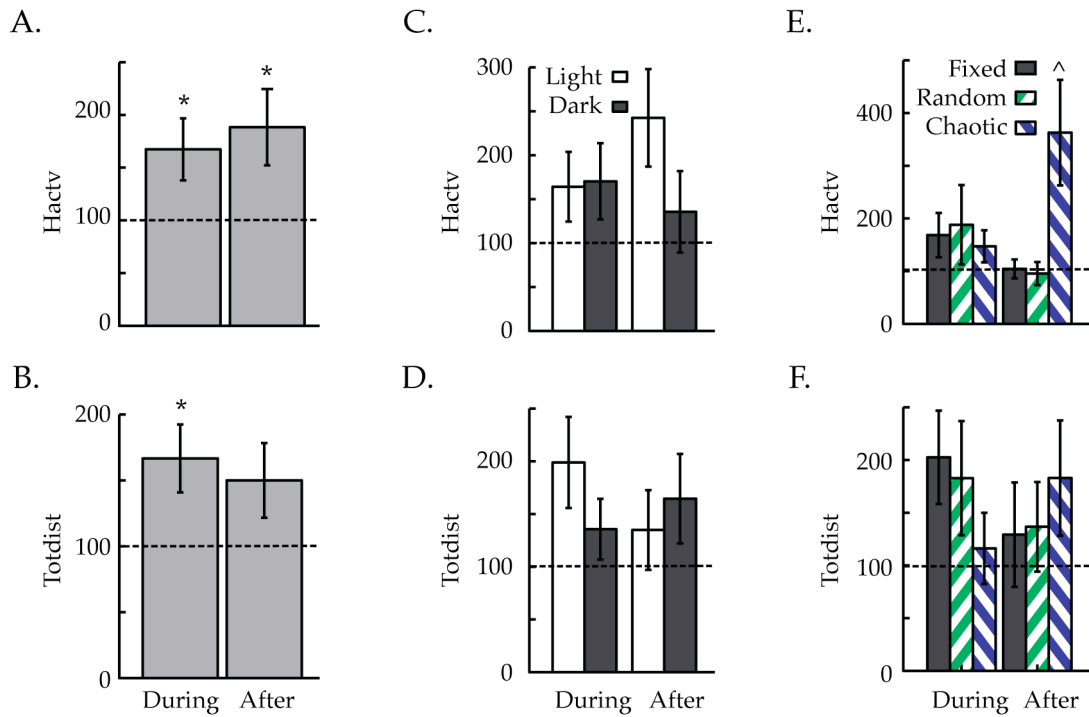 A.
Hactv
200
100
0
*
*
B.
Totdist
200
100
0
*
During After
C.
Hactv
300
200
100
0
Light
Dark
D.
Totdist
200
100
0
During After
E.
Hactv
400
200
0
Fixed
Random
Chaotic
^
F.
Totdist
200
100
0
During After